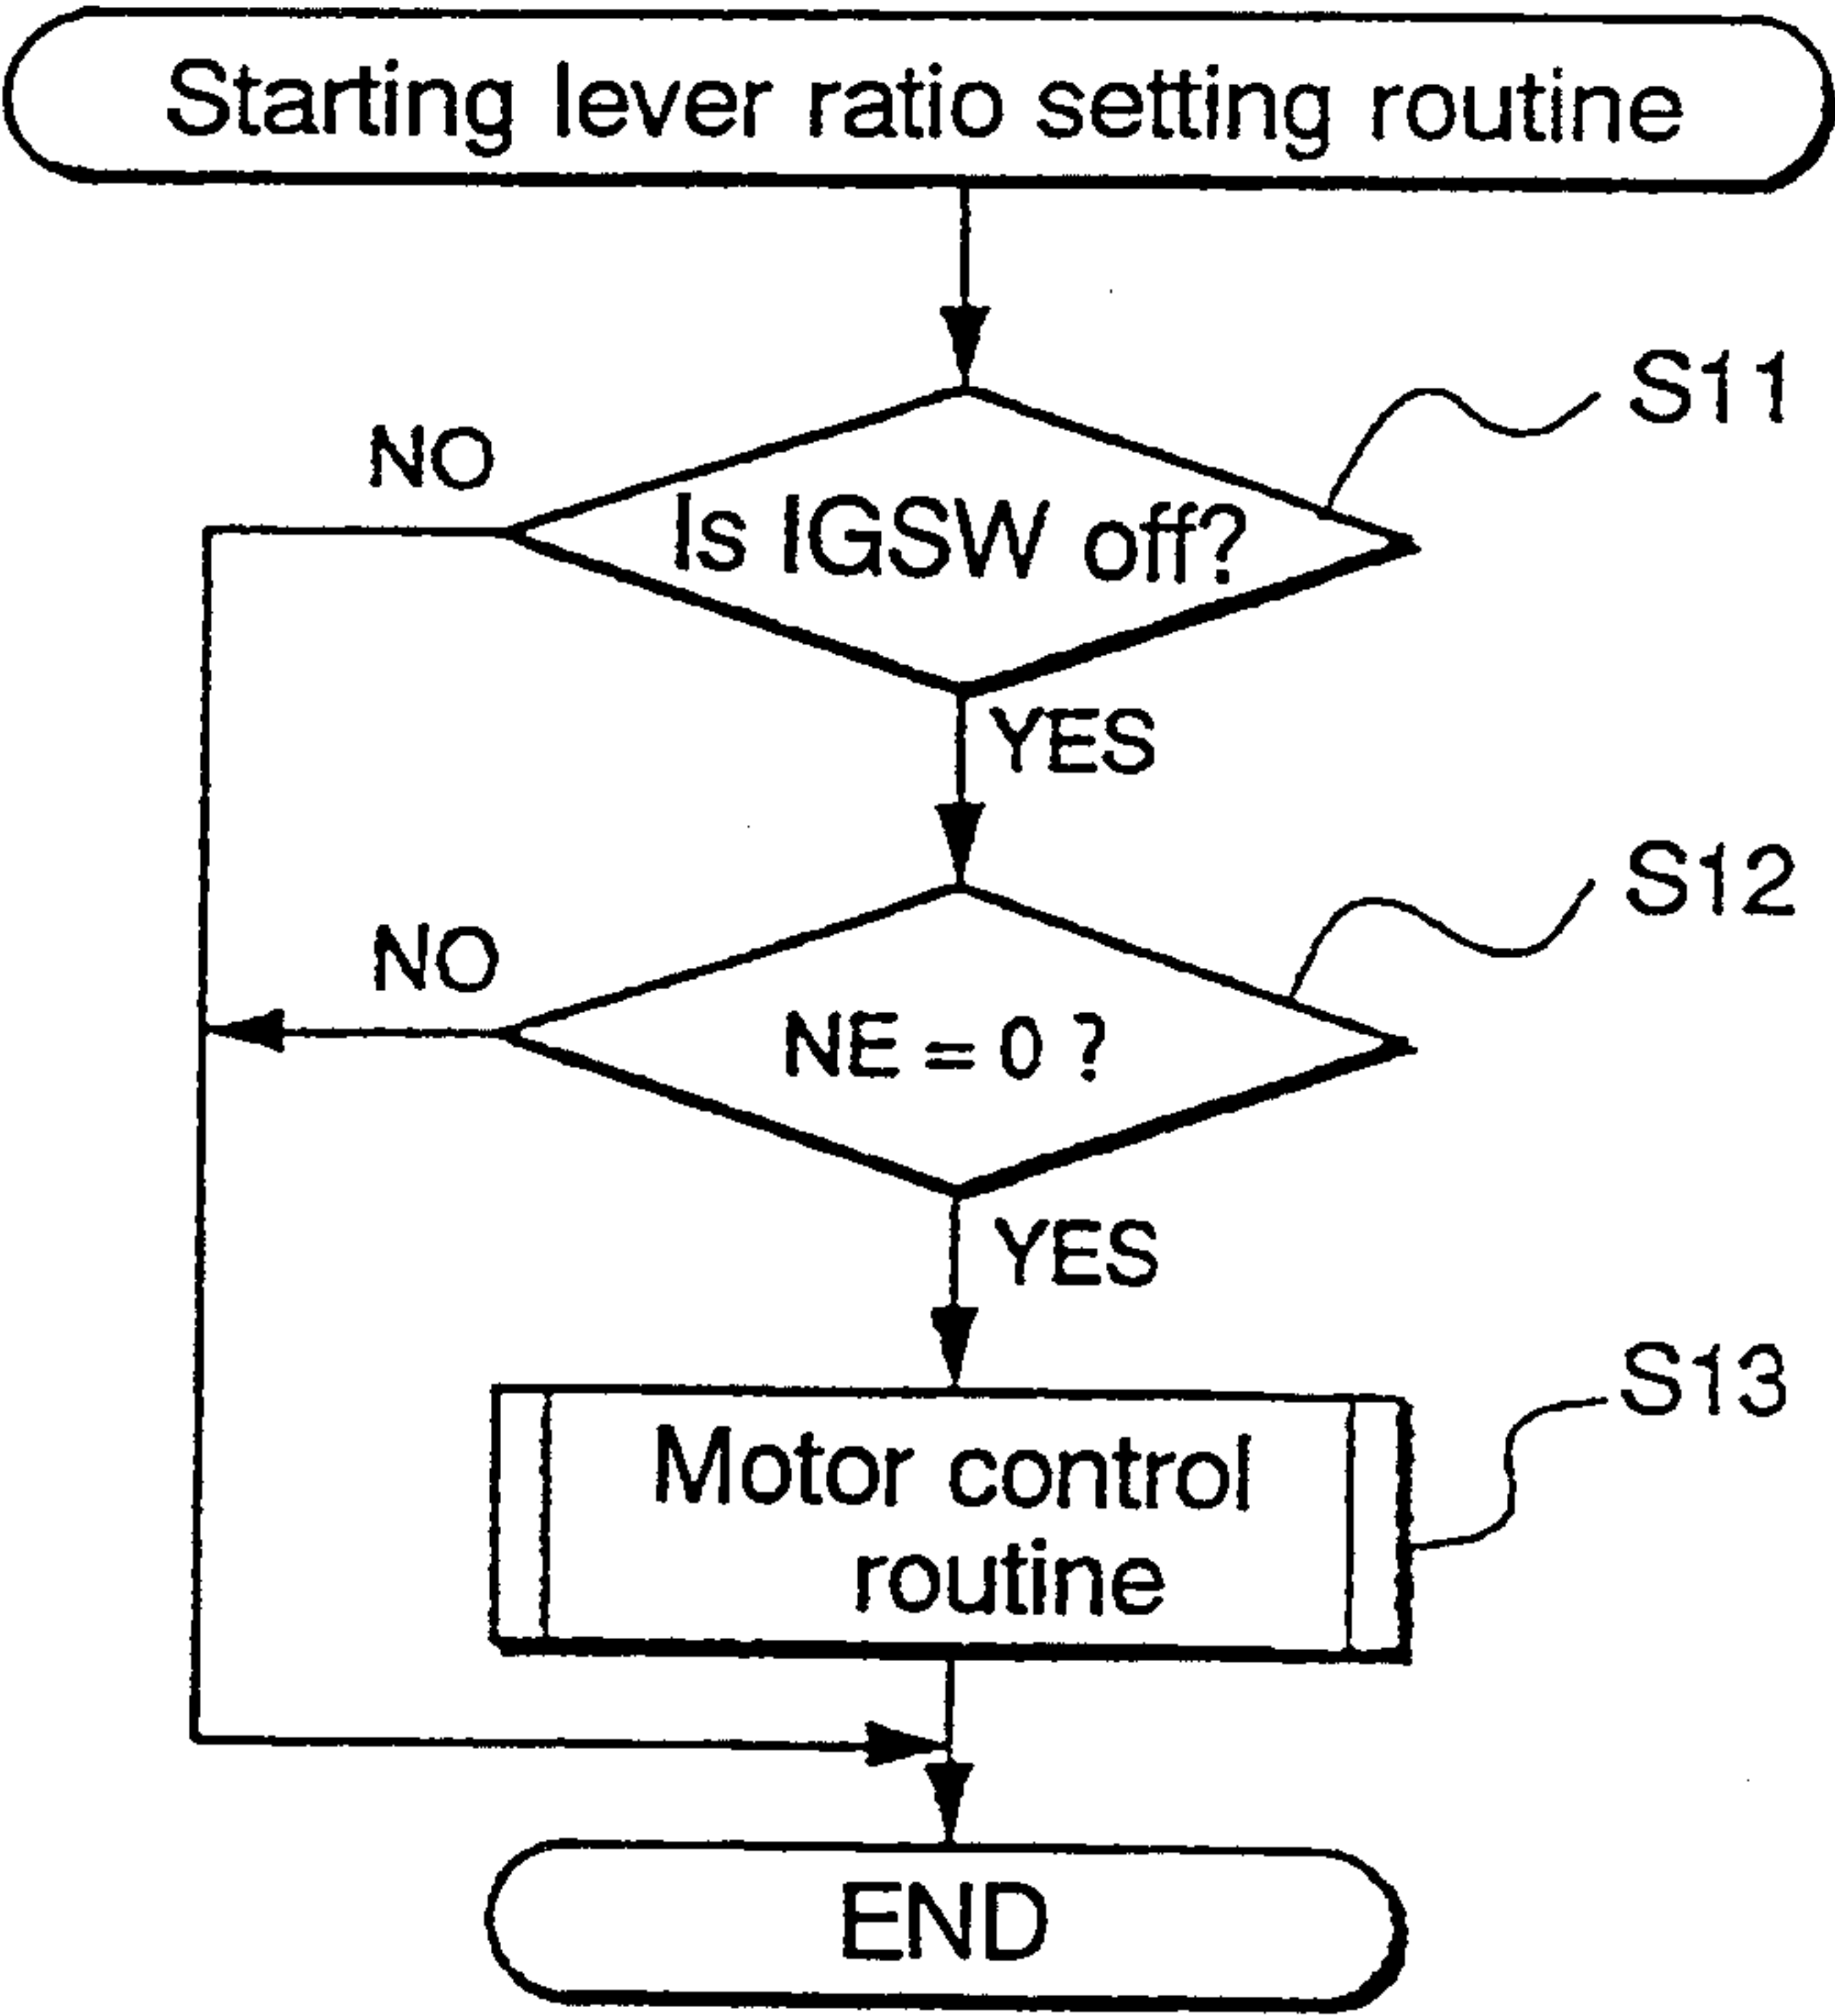 Starting lever ratio setting routine
S11
NO
Is IGSW off?
YES
S12
NO
NE = 0 ?
YES
S13
Motor control
routine
END